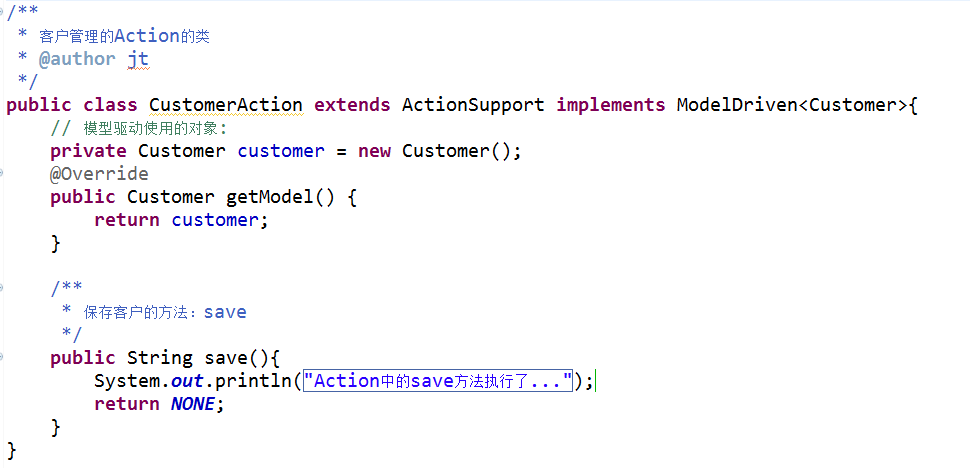 /**
 * 客户管理的Action的类
 * @author jt
 */
public class CustomerAction extends ActionSupport implements ModelDriven<Customer>{
    // 模型驱动使用的对象：
    private Customer customer = new Customer();
    @Override
    public Customer getModel() {
        return customer;
    }

    /**
     * 保存客户的方法：save
     */
    public String save(){
        System.out.println("Action中的save方法执行了...");
        return NONE;
    }
}